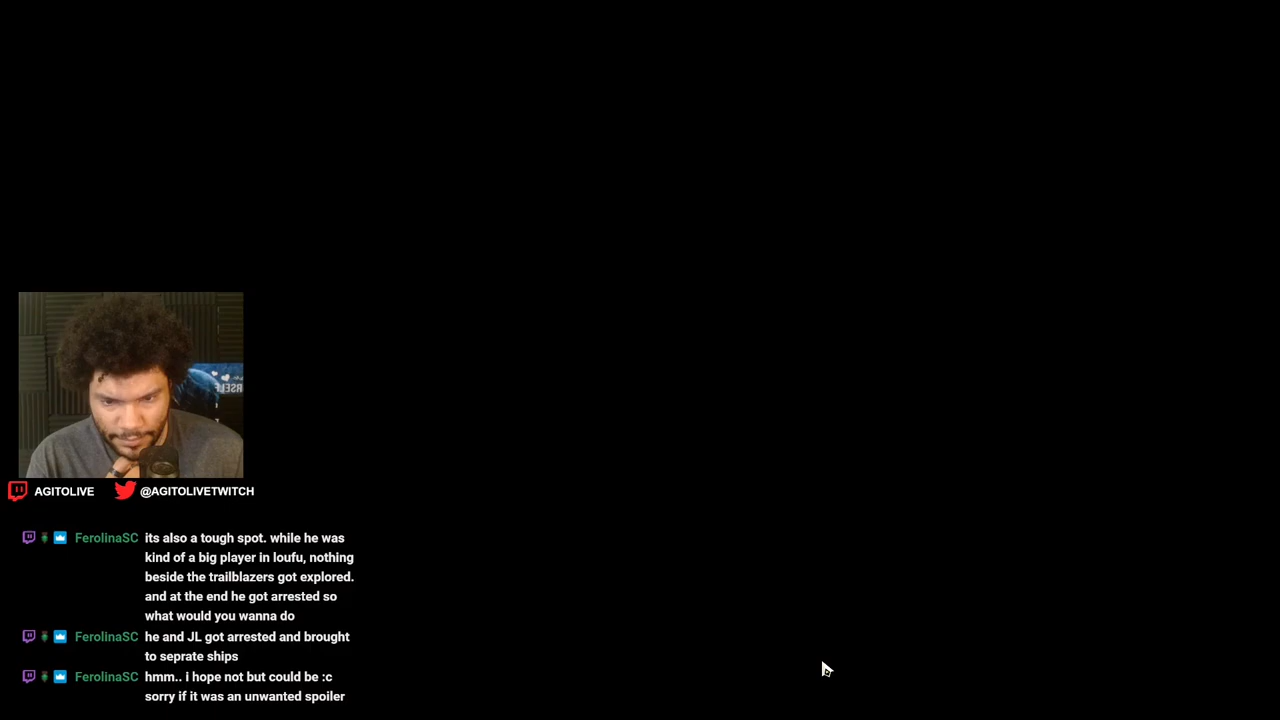 ERSELF
AGITOLIVE
@AGITOLIVETWITCH
FerolinaSC its also a tough spot. while he was
kind of a big player in loufu, nothing
beside the trailblazers got explored.
and at the end he got arrested so
what would you wanna do
FerolinaSC he and JL got arrested and brought
to seprate ships
FerolinaSC hmm.. i hope not but could be :c
sorry if it was an unwanted spoiler